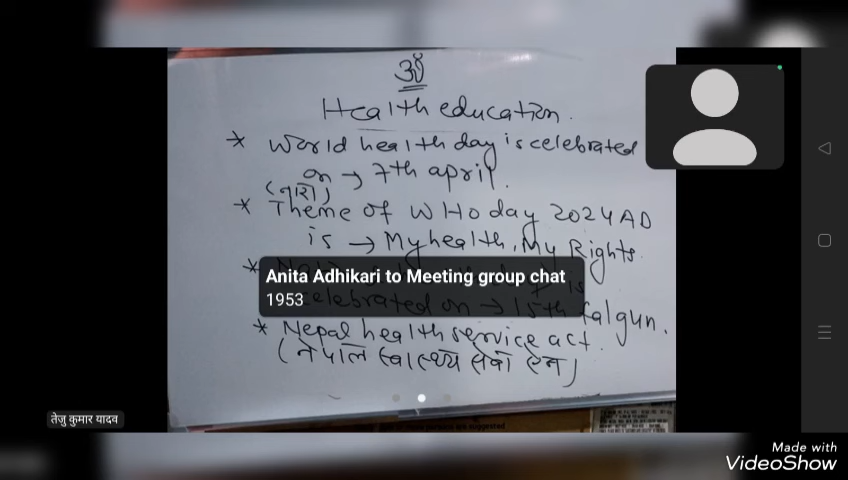 ॐ
Health education.
* World health day is celebrated
on → 7th april.
(नारा)
* Theme of WHO day 2024 AD
is → My health, My Rights.
*
is
Anita Adhikari to Meeting group chat
1953
celebrated on → 15th falgun.
* Nepal health service act.
(नेपाल स्वास्थ्य सेवा ऐन)
तेजु कुमार यादव
Made with
VideoShow